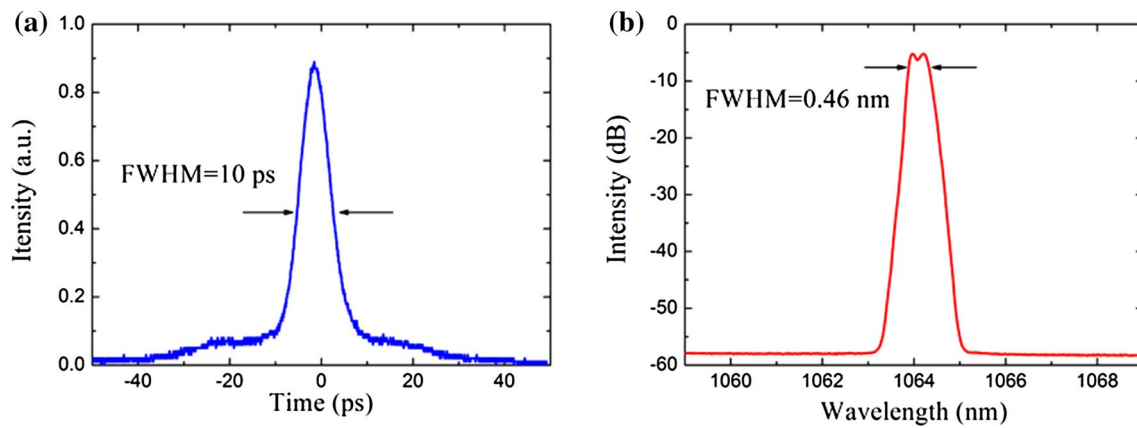 (a)
1.0
0.8
0.6
0.4
0.2
0.0
Itensity (a.u.)
FWHM=10 ps
-40 -20 0 20 40
Time (ps)
(b)
0
-10
-20
-30
-40
-50
-60
Intensity (dB)
FWHM=0.46 nm
1060 1062 1064 1066 1068
Wavelength (nm)